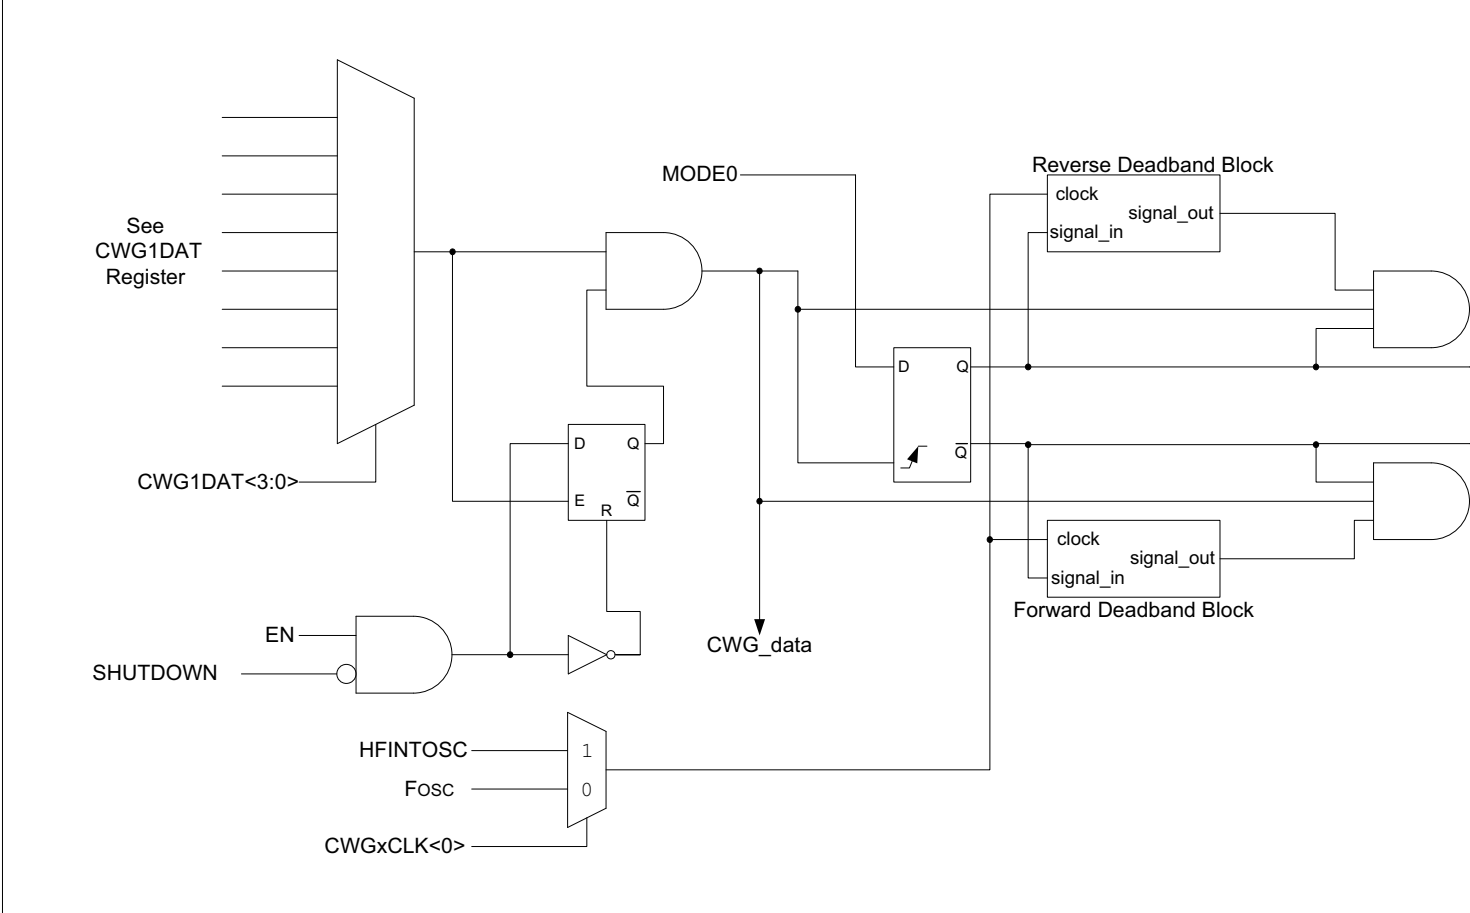 See
CWG1DAT
Register
CWG1DAT<3:0>
MODE0
Reverse Deadband Block
clock
signal_out
signal_in
D Q
Q
D Q
E Q
R
clock
signal_out
signal_in
Forward Deadband Block
CWG_data
EN
SHUTDOWN
HFINTOSC
1
FOSC
0
CWGxCLK<0>